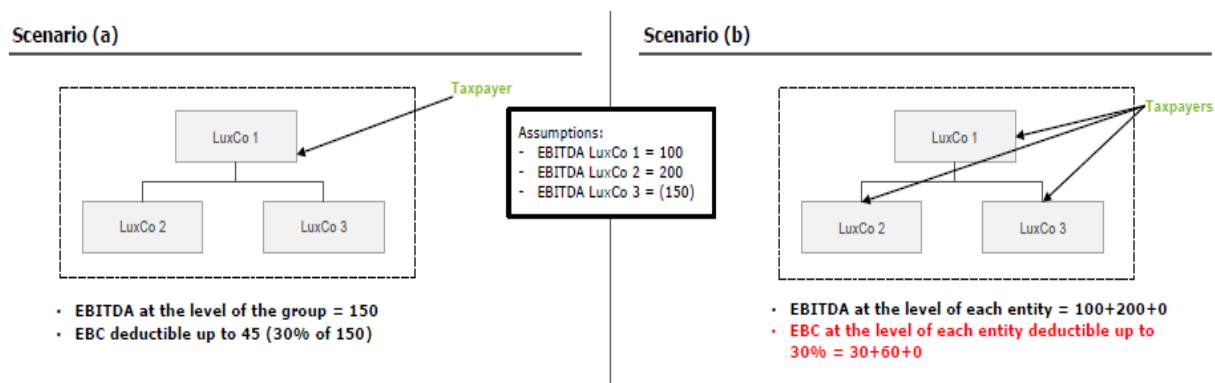 Scenario (a)
Taxpayer
LuxCo 1
LuxCo 2
LuxCo 3
• EBITDA at the level of the group = 150
• EBC deductible up to 45 (30% of 150)
Assumptions:
- EBITDA LuxCo 1 = 100
- EBITDA LuxCo 2 = 200
- EBITDA LuxCo 3 = (150)
Scenario (b)
Taxpayers
LuxCo 1
LuxCo 2
LuxCo 3
• EBITDA at the level of each entity = 100+200+0
• EBC at the level of each entity deductible up to
30% = 30+60+0